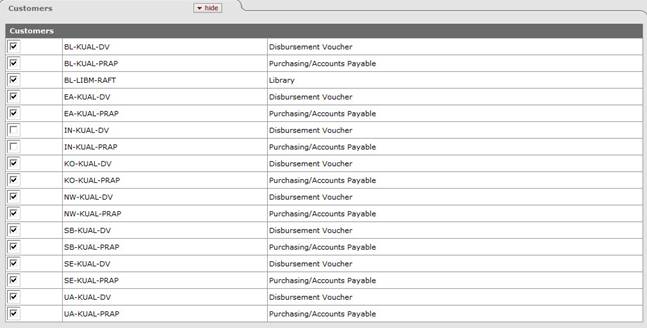 Customers
hide
Customers
BL-KUAL-DV Disbursement Voucher
BL-KUAL-PRAP Purchasing/Accounts Payable
BL-LIBM-RAFT Library
EA-KUAL-DV Disbursement Voucher
EA-KUAL-PRAP Purchasing/Accounts Payable
IN-KUAL-DV Disbursement Voucher
IN-KUAL-PRAP Purchasing/Accounts Payable
KO-KUAL-DV Disbursement Voucher
KO-KUAL-PRAP Purchasing/Accounts Payable
NW-KUAL-DV Disbursement Voucher
NW-KUAL-PRAP Purchasing/Accounts Payable
SB-KUAL-DV Disbursement Voucher
SB-KUAL-PRAP Purchasing/Accounts Payable
SE-KUAL-DV Disbursement Voucher
SE-KUAL-PRAP Purchasing/Accounts Payable
UA-KUAL-DV Disbursement Voucher
UA-KUAL-PRAP Purchasing/Accounts Payable